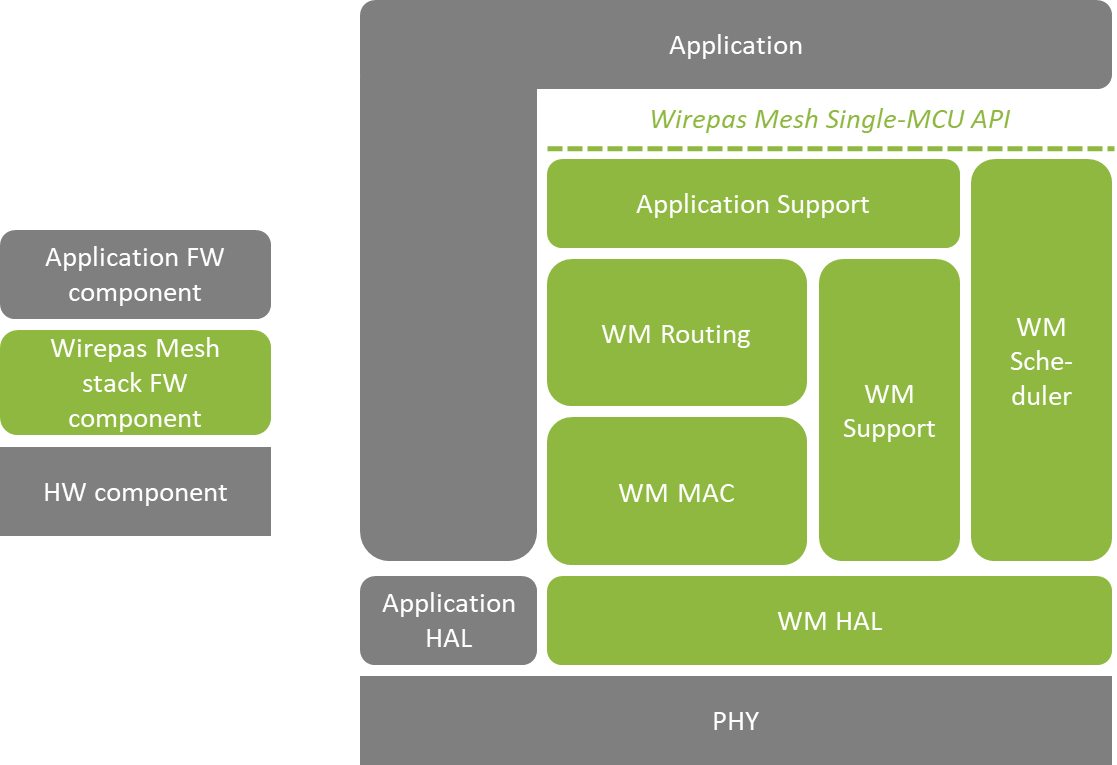 Application FW
component
Wirepas Mesh
stack FW
component
HW component
Application
Wirepas Mesh Single-MCU API
Application Support
WM Routing
WM MAC
WM
Support
WM
Sche-
duler
Application
HAL
WM HAL
PHY